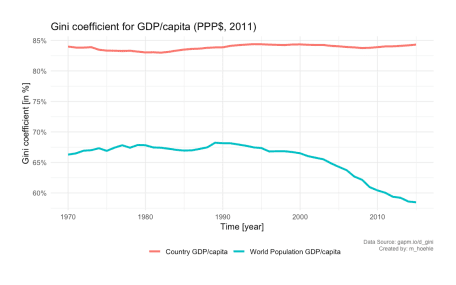 Gini coefficient for GDP/capita (PPP$, 2011)
85%
80%
75%
70%
65%
60%
Gini coefficient [in %]
1970 1980 1990 2000 2010
Time [year]
Country GDP/capita World Population GDP/capita
Data Source: gapm.io/d_gini
Created by: m_hoehle